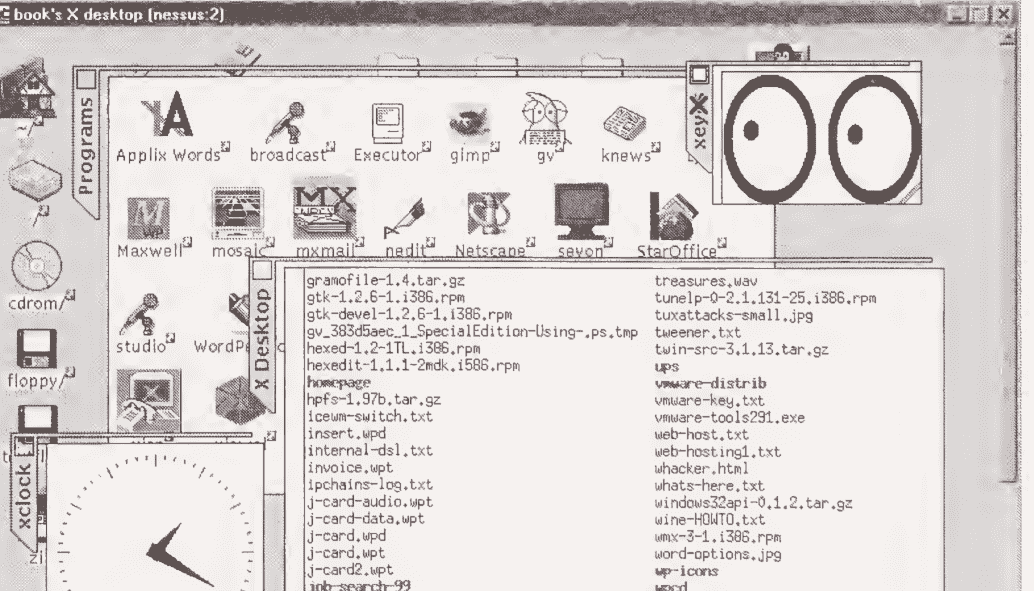 book's X desktop [nessus:2]
Programs
Applix Words
broadcast
Executor
gimp
gv
knews
xey
Maxwell
mosaic
mxmail
nedit
Netscape
seyon
StarOffice
cdrom/
studio
WordPe
floppy/
X Desktop
gramofile-1.4.tar.gz
gtk-1.2.6-1.i386.rpm
gtk-devel-1.2.6-1.i386.rpm
gv_383d5aec_1_SpecialEdition-Using-.ps.tmp
hexed-1.2-1TL.i386.rpm
hexedit-1.1.1-2mdk.i586.rpm
homepage
hpfs-1.97b.tar.gz
icewm-switch.txt
insert.wpd
internal-dsl.txt
invoice.wpt
ipchains-log.txt
j-card-audio.wpt
j-card-data.wpt
j-card.wpd
j-card.wpt
j-card2.wpt
job-search-99
treasures.wav
tunelp-0-2.1.131-25.i386.rpm
tuxattacks-small.jpg
tweener.txt
twin-src-3.1.13.tar.gz
ups
vmware-distrib
vmware-key.txt
vmware-tools291.exe
web-host.txt
web-hosting1.txt
whacker.html
whats-here.txt
windows32api-0.1.2.tar.gz
wine-HOWTO.txt
wmx-3-1.i386.rpm
word-options.jpg
wp-icons
wpcd
xclock
zi